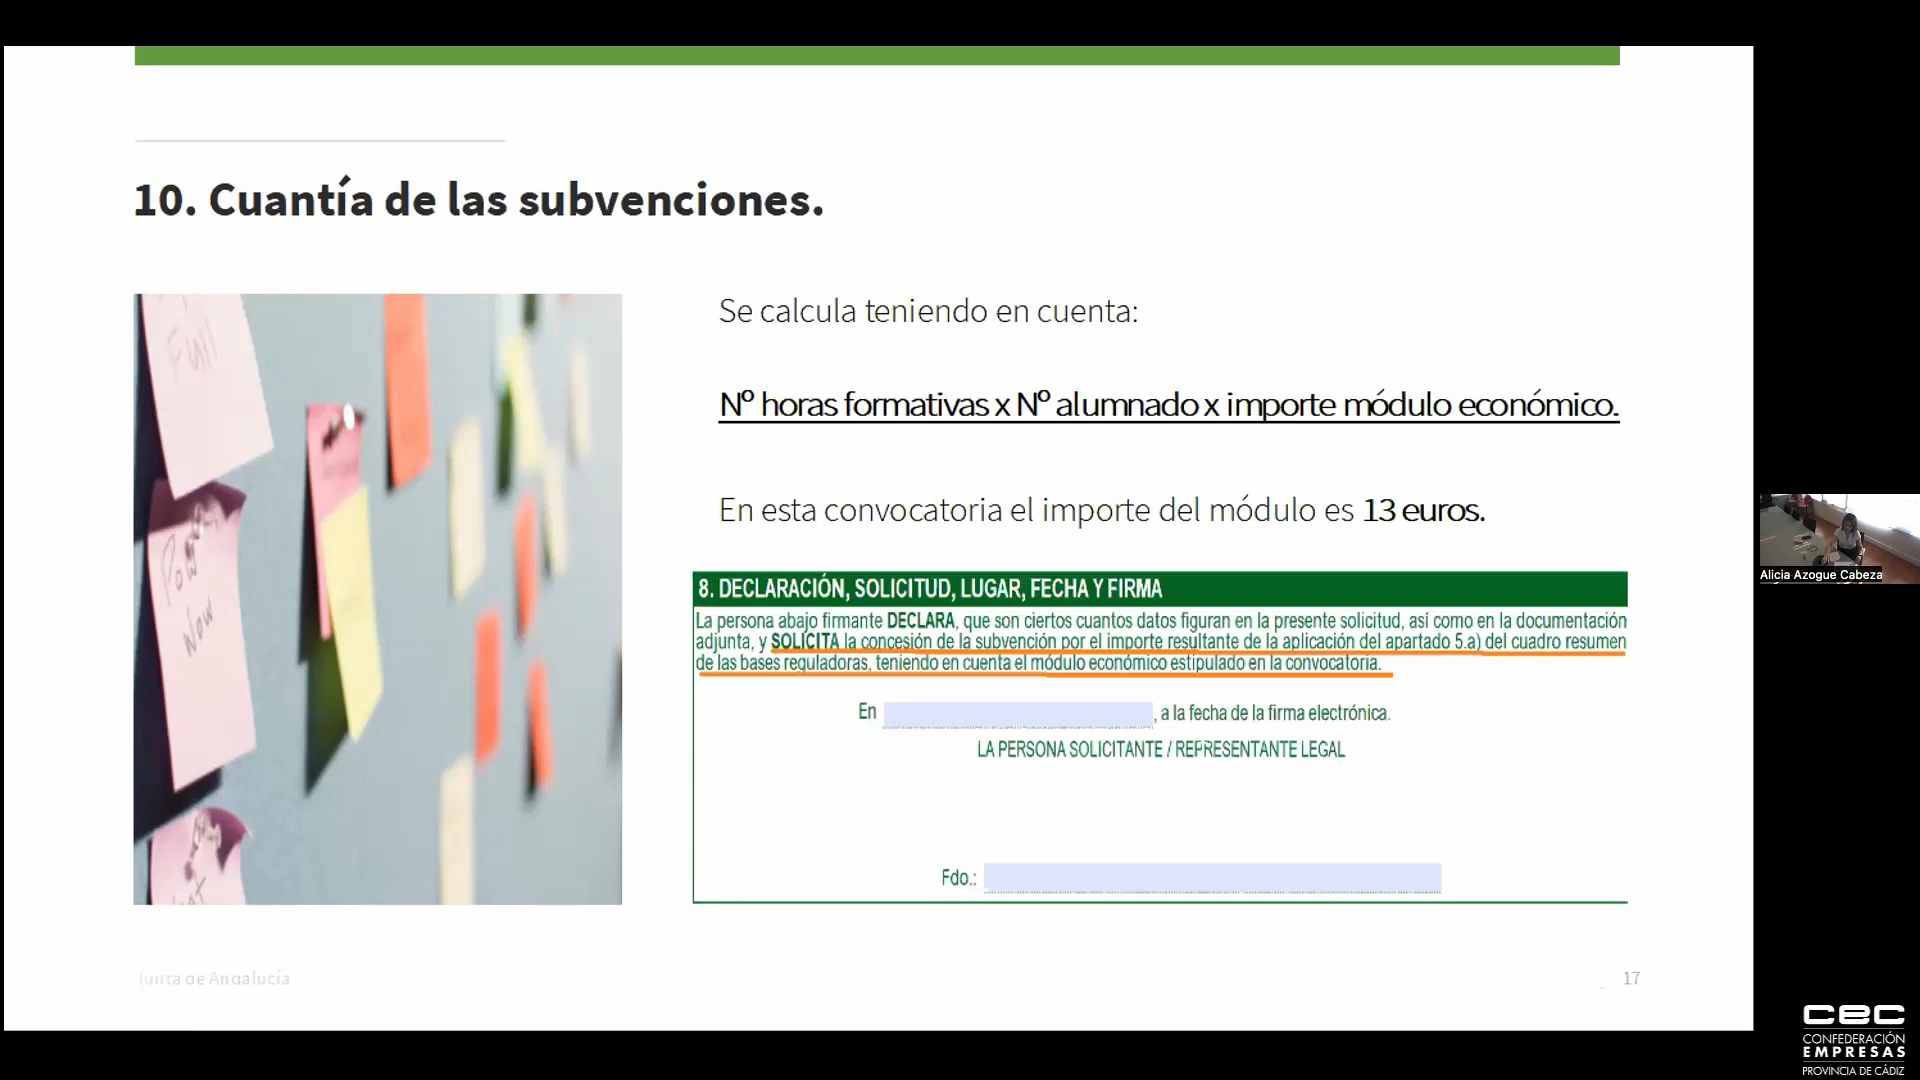 10. Cuantía de las subvenciones.
Full
Now
Se calcula teniendo en cuenta:
Nº horas formativas x Nº alumnado x importe módulo económico.
En esta convocatoria el importe del módulo es 13 euros.
8. DECLARACIÓN, SOLICITUD, LUGAR, FECHA Y FIRMA
La persona abajo firmante DECLARA, que son ciertos cuantos datos figuran en la presente solicitud, así como en la documentación
adjunta, y SOLICITA la concesión de la subvención por el importe resultante de la aplicación del apartado 5.a) del cuadro resumen
de las bases reguladoras, teniendo en cuenta el módulo económico estipulado en la convocatoria.
En , a la fecha de la firma electrónica.
LA PERSONA SOLICITANTE / REPRESENTANTE LEGAL
Fdo.:
Junta de Andalucía
17
Alicia Azogue Cabeza
cec
CONFEDERACIÓN
EMPRESAS
PROVINCIA DE CÁDIZ